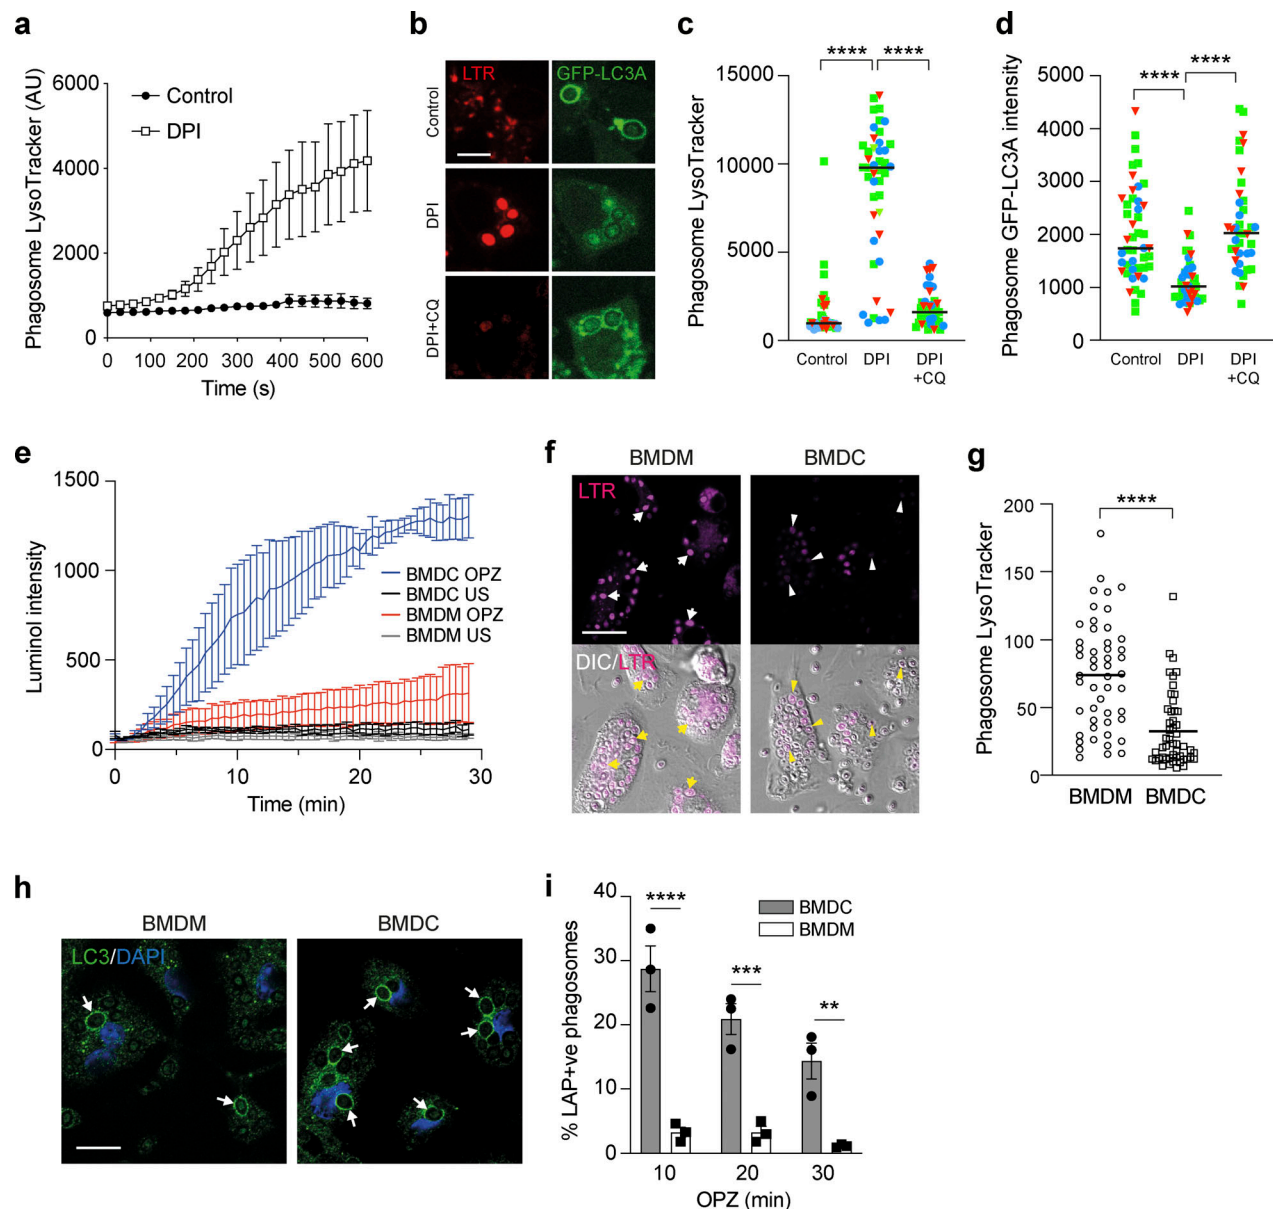 a
Phagosome LysoTracker (AU)
6000
4000
2000
0
Control
DPI
0 100 200 300 400 500 600
Time (s)
b
LTR
GFP-LC3A
Control
DPI
DPI+CQ
c
**** ****
Phagosome LysoTracker
15000
10000
5000
0
Control DPI DPI
+CQ
d
****
****
Phagosome GFP-LC3A intensity
5000
4000
3000
2000
1000
0
Control DPI DPI
+CQ
e
Luminol intensity
1500
1000
500
0
BMDC OPZ
BMDC US
BMDM OPZ
BMDM US
0 10 20 30
Time (min)
f
BMDM BMDC
LTR
DIC/LTR
g
****
Phagosome LysoTracker
200
150
100
50
0
BMDM BMDC
h
BMDM BMDC
LC3/DAPI
i
% LAP+ve phagosomes
40
30
20
10
0
****
***
**
BMDC
BMDM
10 20 30
OPZ (min)